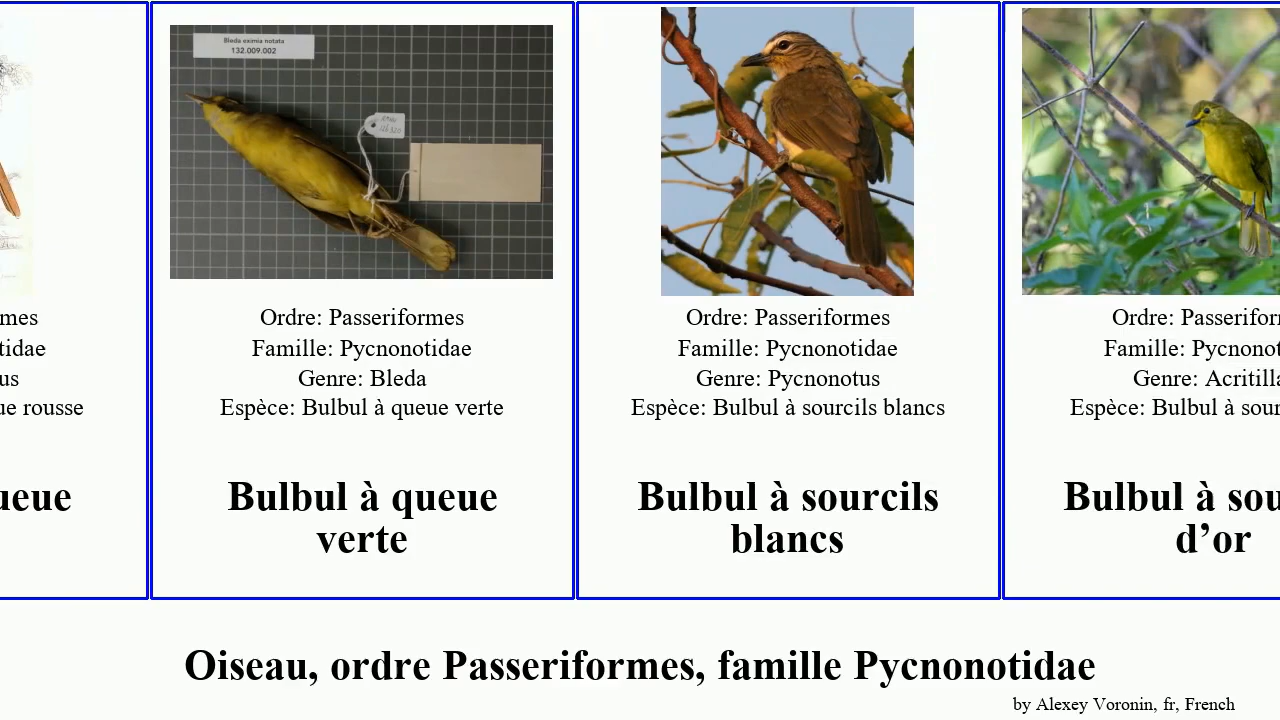 Bleda eximia notata
132.009.002
mes
tidae
us
ue rousse
ueue
Ordre: Passeriformes
Famille: Pycnonotidae
Genre: Bleda
Espèce: Bulbul à queue verte
Bulbul à queue
verte
Ordre: Passeriformes
Famille: Pycnonotidae
Genre: Pycnonotus
Espèce: Bulbul à sourcils blancs
Bulbul à sourcils
blancs
Ordre: Passerifor
Famille: Pycnonot
Genre: Acritilla
Espèce: Bulbul à sour
Bulbul à sou
d’or
Oiseau, ordre Passeriformes, famille Pycnonotidae
by Alexey Voronin, fr, French